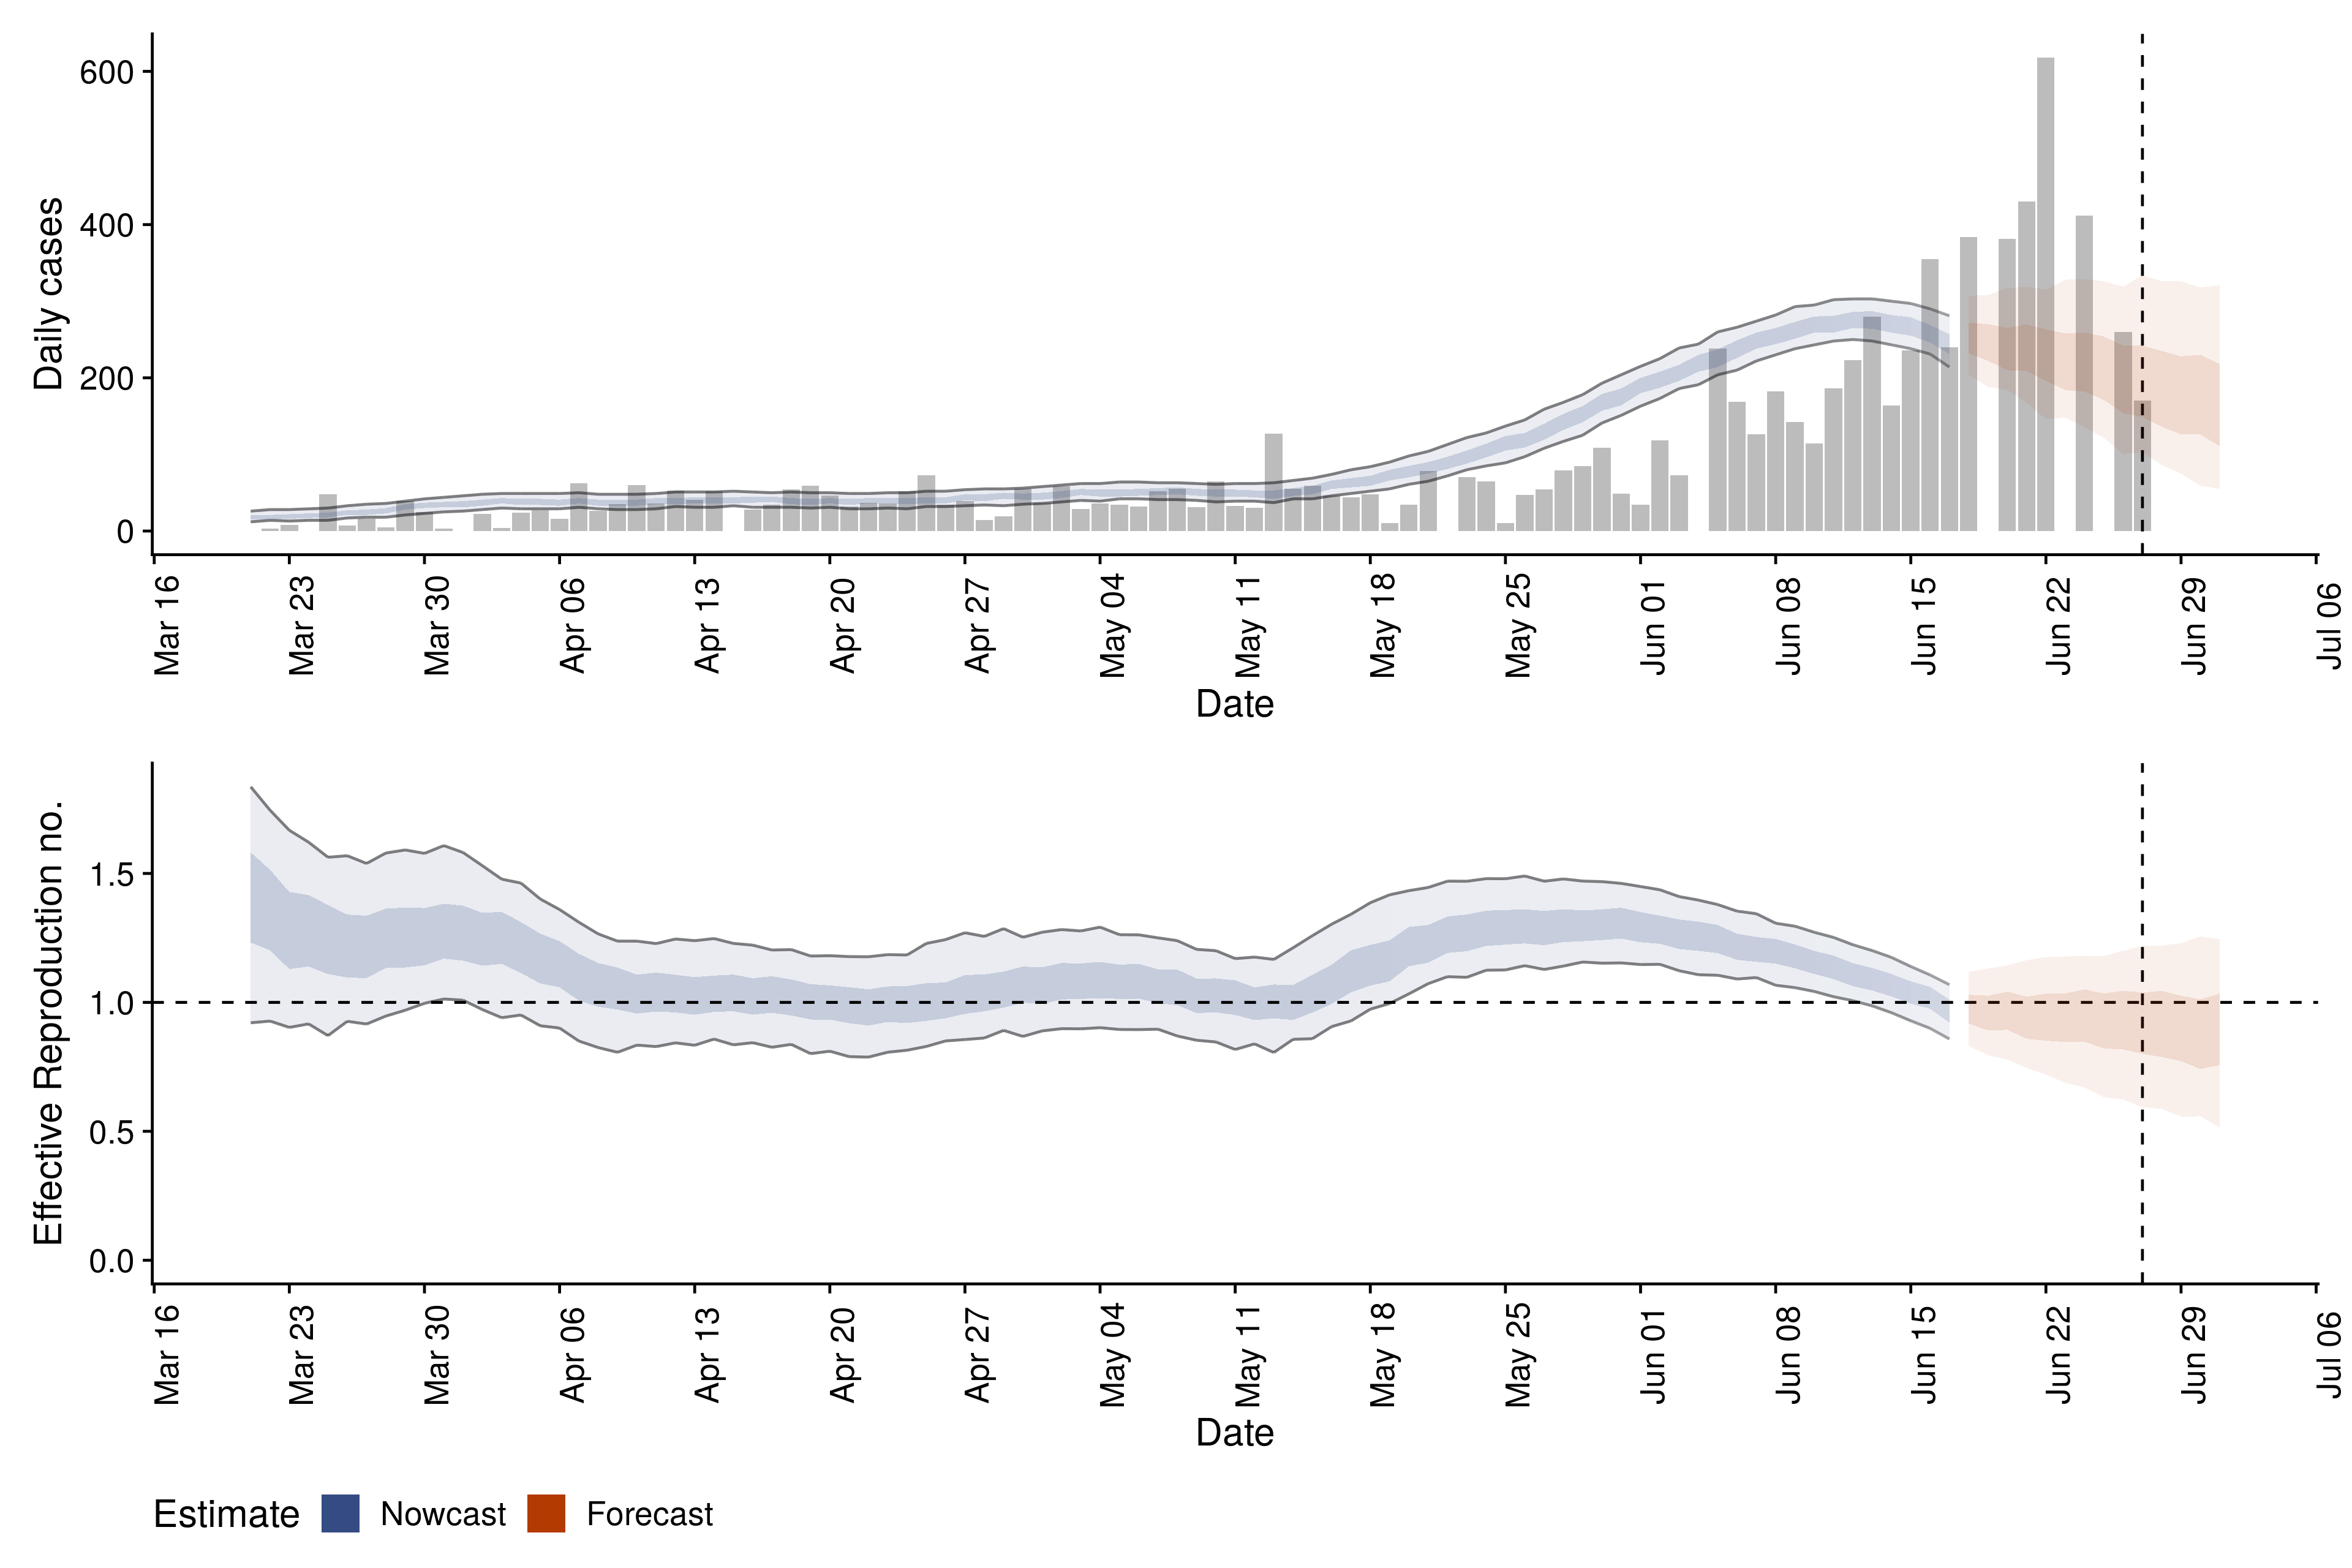 Daily cases
600
400
200
0
Mar 16
Mar 23
Mar 30
Apr 06
Apr 13
Apr 20
Apr 27
May 04
May 11
May 18
May 25
Jun 01
Jun 08
Jun 15
Jun 22
Jun 29
Jul 06
Date
Effective Reproduction no.
1.5
1.0
0.5
0.0
Mar 16
Mar 23
Mar 30
Apr 06
Apr 13
Apr 20
Apr 27
May 04
May 11
May 18
May 25
Jun 01
Jun 08
Jun 15
Jun 22
Jun 29
Jul 06
Date
Estimate Nowcast Forecast